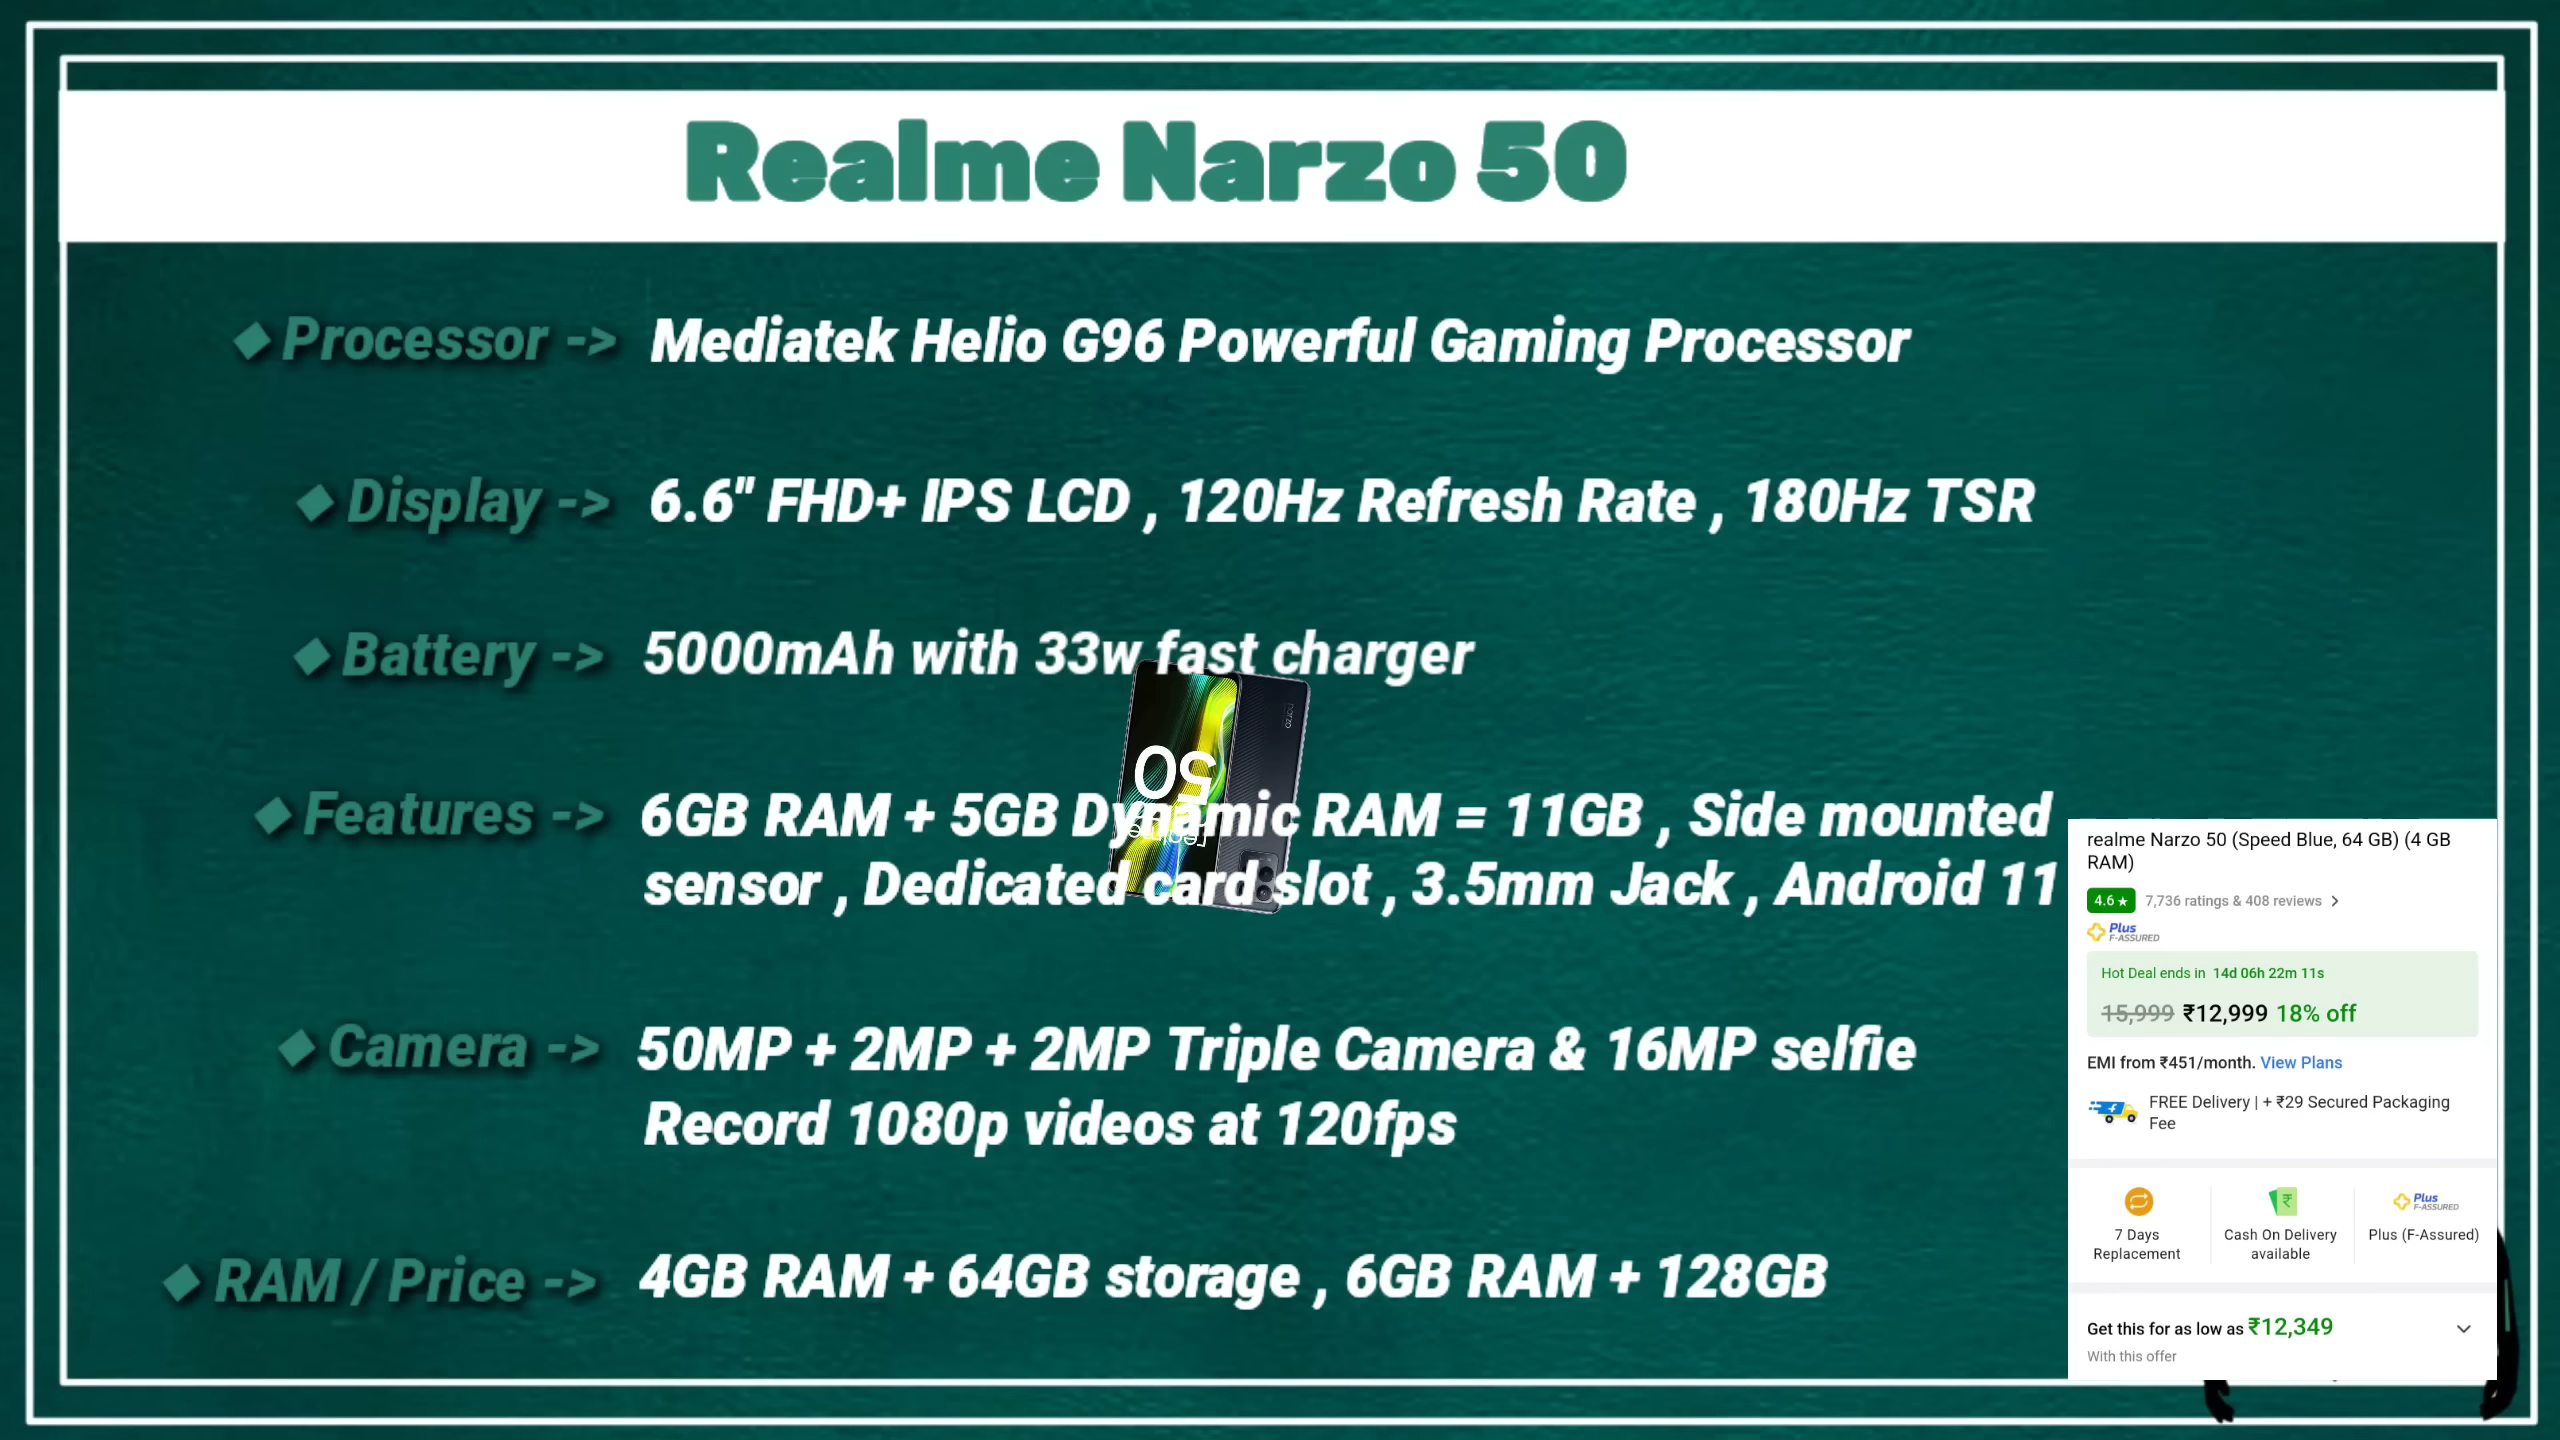 Realme Narzo 50
◆ Processor -> Mediatek Helio G96 Powerful Gaming Processor
◆ Display -> 6.6" FHD+ IPS LCD , 120Hz Refresh Rate , 180Hz TSR
◆ Battery -> 5000mAh with 33w fast charger
narzo
50
realme
◆ Features -> 6GB RAM + 5GB Dynamic RAM = 11GB , Side mounted
sensor , Dedicated card slot , 3.5mm Jack , Android 11
◆ Camera -> 50MP + 2MP + 2MP Triple Camera & 16MP selfie
Record 1080p videos at 120fps
◆ RAM / Price -> 4GB RAM + 64GB storage , 6GB RAM + 128GB
realme Narzo 50 (Speed Blue, 64 GB) (4 GB
RAM)
4.6★ 7,736 ratings & 408 reviews
Plus
F-ASSURED
Hot Deal ends in 14d 06h 22m 11s
15,999 ₹12,999 18% off
EMI from ₹451/month. View Plans
FREE Delivery | + ₹29 Secured Packaging
Fee
7 Days
Replacement
Cash On Delivery
available
Plus
F-ASSURED
Plus (F-Assured)
Get this for as low as ₹12,349
With this offer